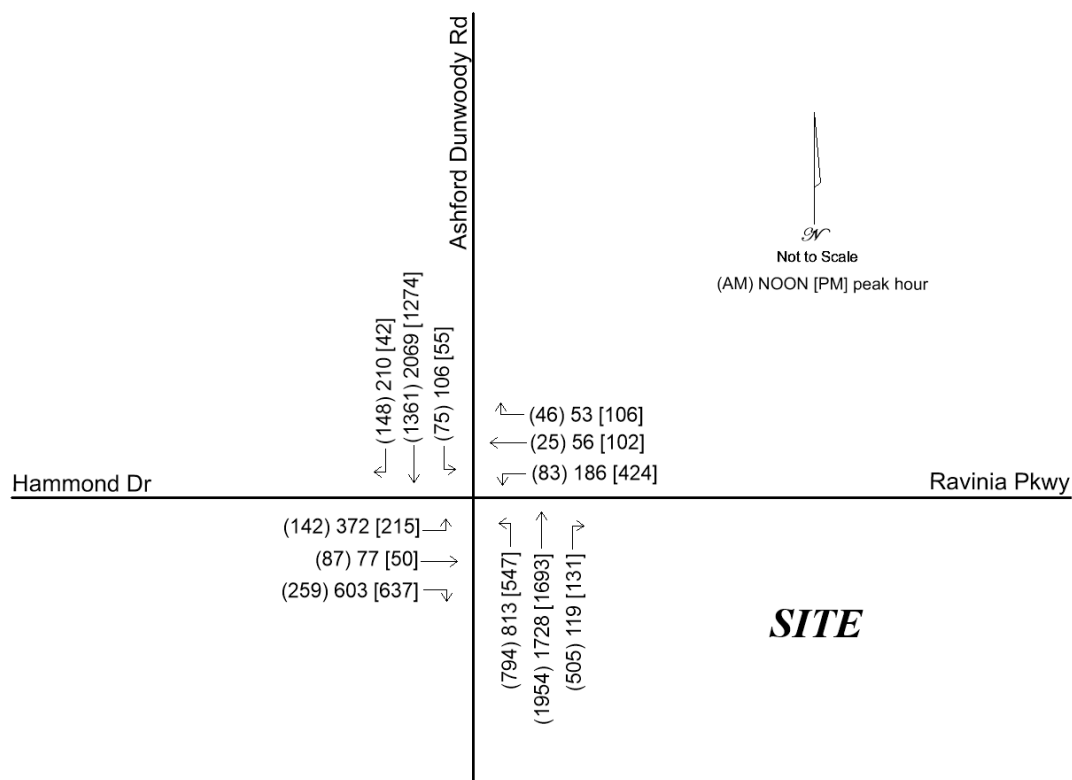 Ashford Dunwoody Rd
N
Not to Scale
(AM) NOON [PM] peak hour
(148) 210 [42]
(1361) 2069 [1274]
(75) 106 [55]
(46) 53 [106]
(25) 56 [102]
(83) 186 [424]
Hammond Dr
Ravinia Pkwy
(142) 372 [215]
(87) 77 [50]
(259) 603 [637]
(794) 813 [547]
(1954) 1728 [1693]
(505) 119 [131]
SITE